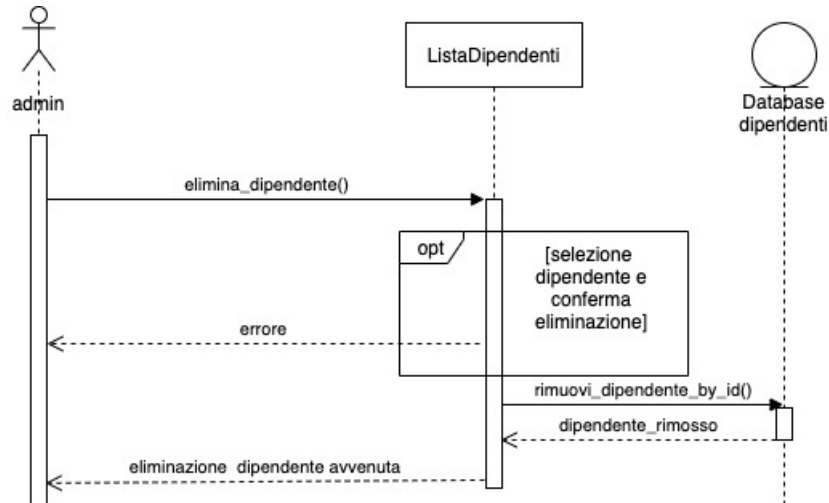 admin
ListaDipendenti
Database
dipendenti
elimina_dipendente()
opt
[selezione
dipendente e
conferma
eliminazione]
errore
rimuovi_dipendente_by_id()
dipendente_rimosso
eliminazione dipendente avvenuta